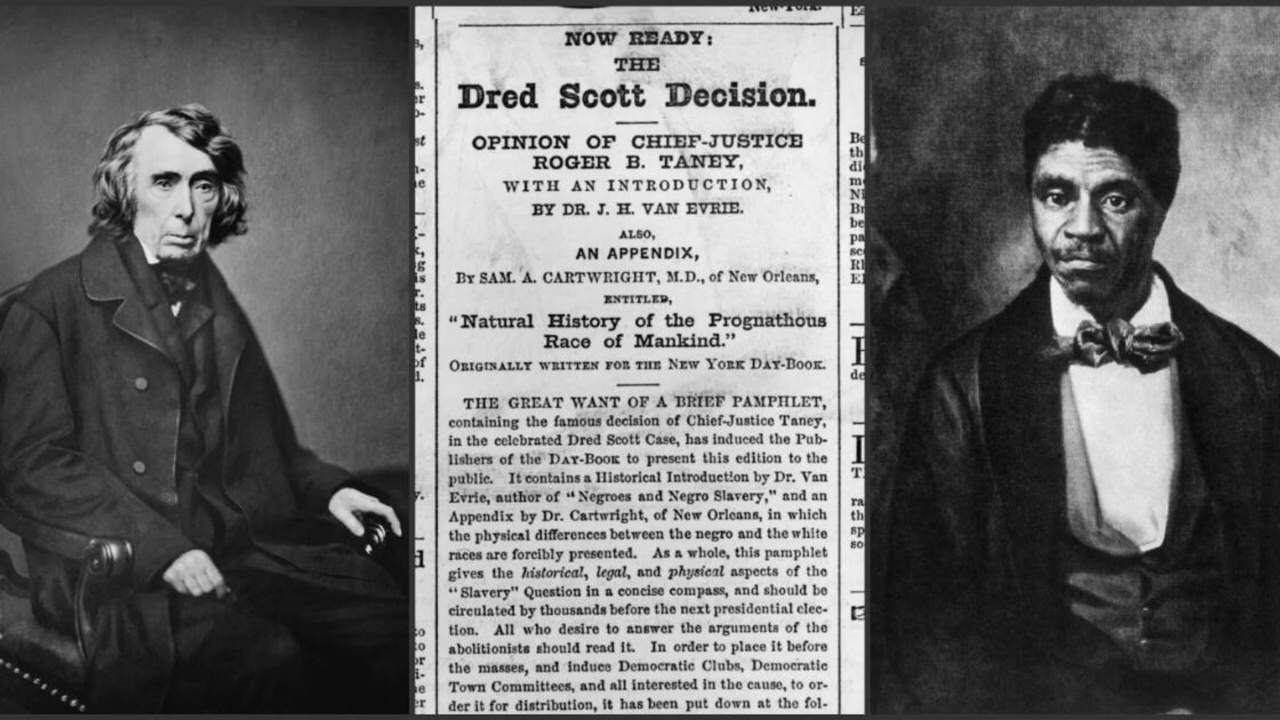 New-York.
NOW READY:
THE
Dred Scott Decision.
OPINION OF CHIEF-JUSTICE
ROGER B. TANEY,
WITH AN INTRODUCTION,
BY DR. J. H. VAN EVRIE.
ALSO,
AN APPENDIX,
BY SAM. A. CARTWRIGHT, M.D., of New Orleans,
ENTITLED,
"Natural History of the Prognathous
Race of Mankind."
ORIGINALLY WRITTEN FOR THE NEW YORK DAY-BOOK.
THE GREAT WANT OF A BRIEF PAMPHLET,
containing the famous decision of Chief-Justice Taney,
in the celebrated Dred Scott Case, has induced the Pub-
lishers of the DAY-BOOK to present this edition to the
public. It contains a Historical Introduction by Dr. Van
Evrie, author of "Negroes and Negro Slavery," and an
Appendix by Dr. Cartwright, of New Orleans, in which
the physical differences between the negro and the white
races are forcibly presented. As a whole, this pamphlet
gives the historical, legal, and physical aspects of the
"Slavery" Question in a concise compass, and should be
circulated by thousands before the next presidential elec-
tion. All who desire to answer the arguments of the
abolitionists should read it. In order to place it before
the masses, and induce Democratic Clubs, Democratic
Town Committees, and all interested in the cause, to or-
der it for distribution, it has been put down at the fol-